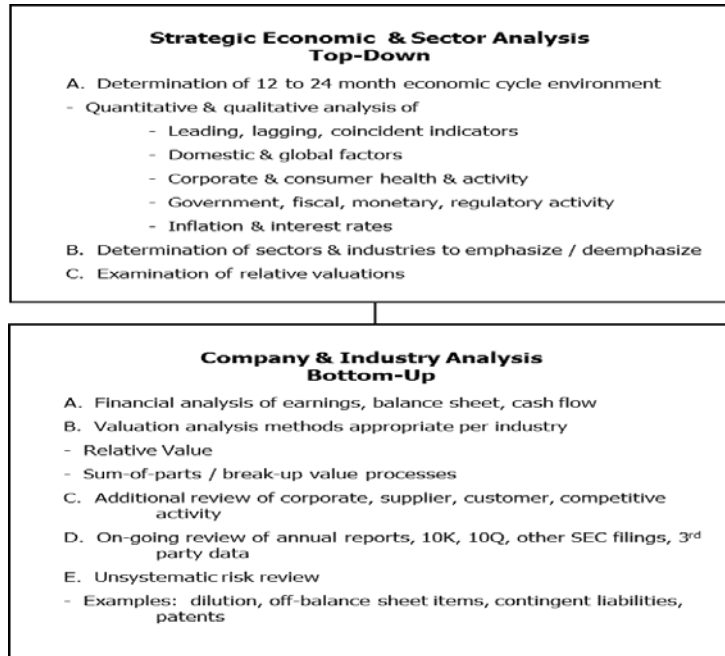 Strategic Economic & Sector Analysis
Top-Down
A. Determination of 12 to 24 month economic cycle environment
- Quantitative & qualitative analysis of
- Leading, lagging, coincident indicators
- Domestic & global factors
- Corporate & consumer health & activity
- Government, fiscal, monetary, regulatory activity
- Inflation & interest rates
B. Determination of sectors & industries to emphasize / deemphasize
C. Examination of relative valuations
Company & Industry Analysis
Bottom-Up
A. Financial analysis of earnings, balance sheet, cash flow
B. Valuation analysis methods appropriate per industry
- Relative Value
- Sum-of-parts / break-up value processes
C. Additional review of corporate, supplier, customer, competitive
activity
D. On-going review of annual reports, 10K, 10Q, other SEC filings, 3rd
party data
E. Unsystematic risk review
- Examples: dilution, off-balance sheet items, contingent liabilities,
patents